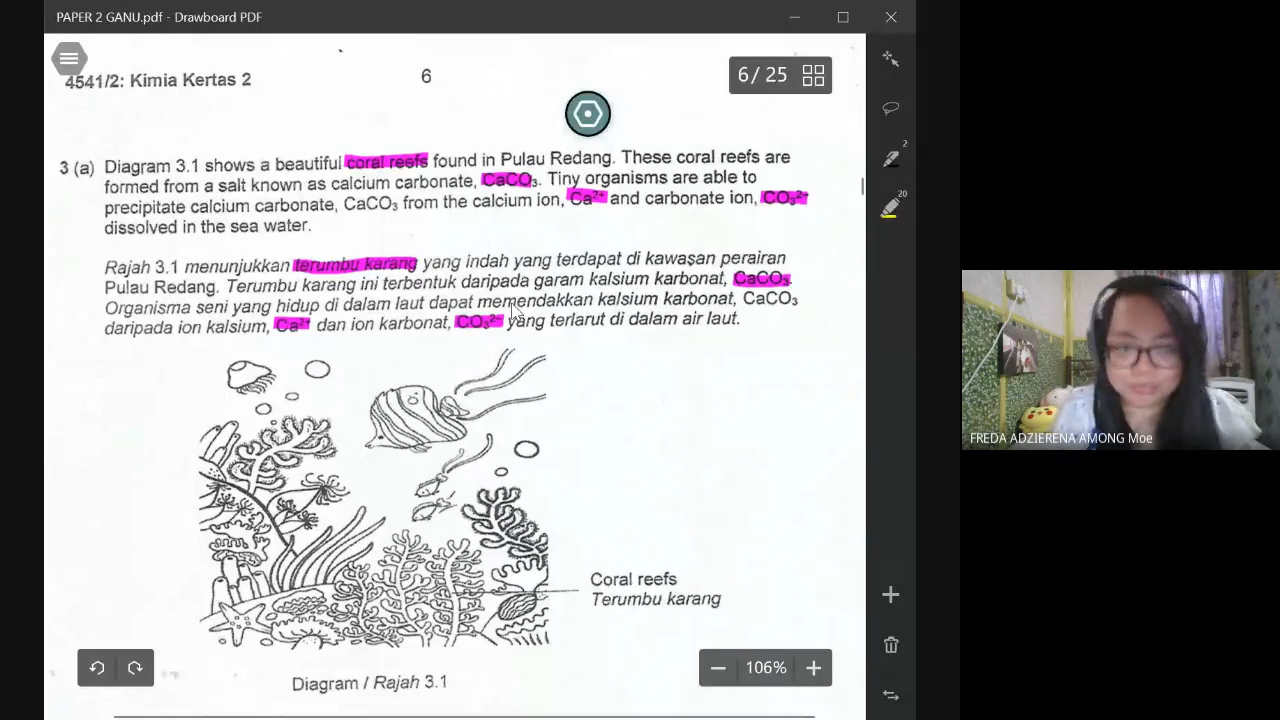 PAPER 2 GANU.pdf - Drawboard PDF
4541/2: Kimia Kertas 2
6
6 / 25
2
20
3 (a) Diagram 3.1 shows a beautiful coral reefs found in Pulau Redang. These coral reefs are
formed from a salt known as calcium carbonate, CaCO₃. Tiny organisms are able to
precipitate calcium carbonate, CaCO₃ from the calcium ion, Ca²⁺ and carbonate ion, CO₃²⁻
dissolved in the sea water.
Rajah 3.1 menunjukkan terumbu karang yang indah yang terdapat di kawasan perairan
Pulau Redang. Terumbu karang ini terbentuk daripada garam kalsium karbonat, CaCO₃.
Organisma seni yang hidup di dalam laut dapat memendakkan kalsium karbonat, CaCO₃
daripada ion kalsium, Ca²⁺ dan ion karbonat, CO₃²⁻ yang terlarut di dalam air laut.
Coral reefs
Terumbu karang
Diagram / Rajah 3.1
106%
FREDA ADZIERENA AMONG Moe